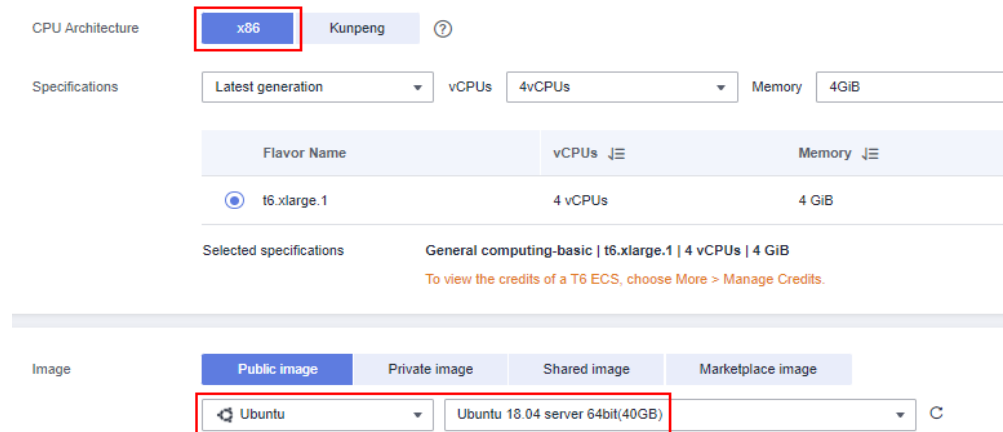 CPU Architecture x86 Kunpeng ?
Specifications Latest generation vCPUs 4vCPUs Memory 4GiB
Flavor Name vCPUs Memory
t6.xlarge.1 4 vCPUs 4 GiB
Selected specifications General computing-basic | t6.xlarge.1 | 4 vCPUs | 4 GiB
To view the credits of a T6 ECS, choose More > Manage Credits.
Image Public image Private image Shared image Marketplace image
Ubuntu Ubuntu 18.04 server 64bit(40GB)